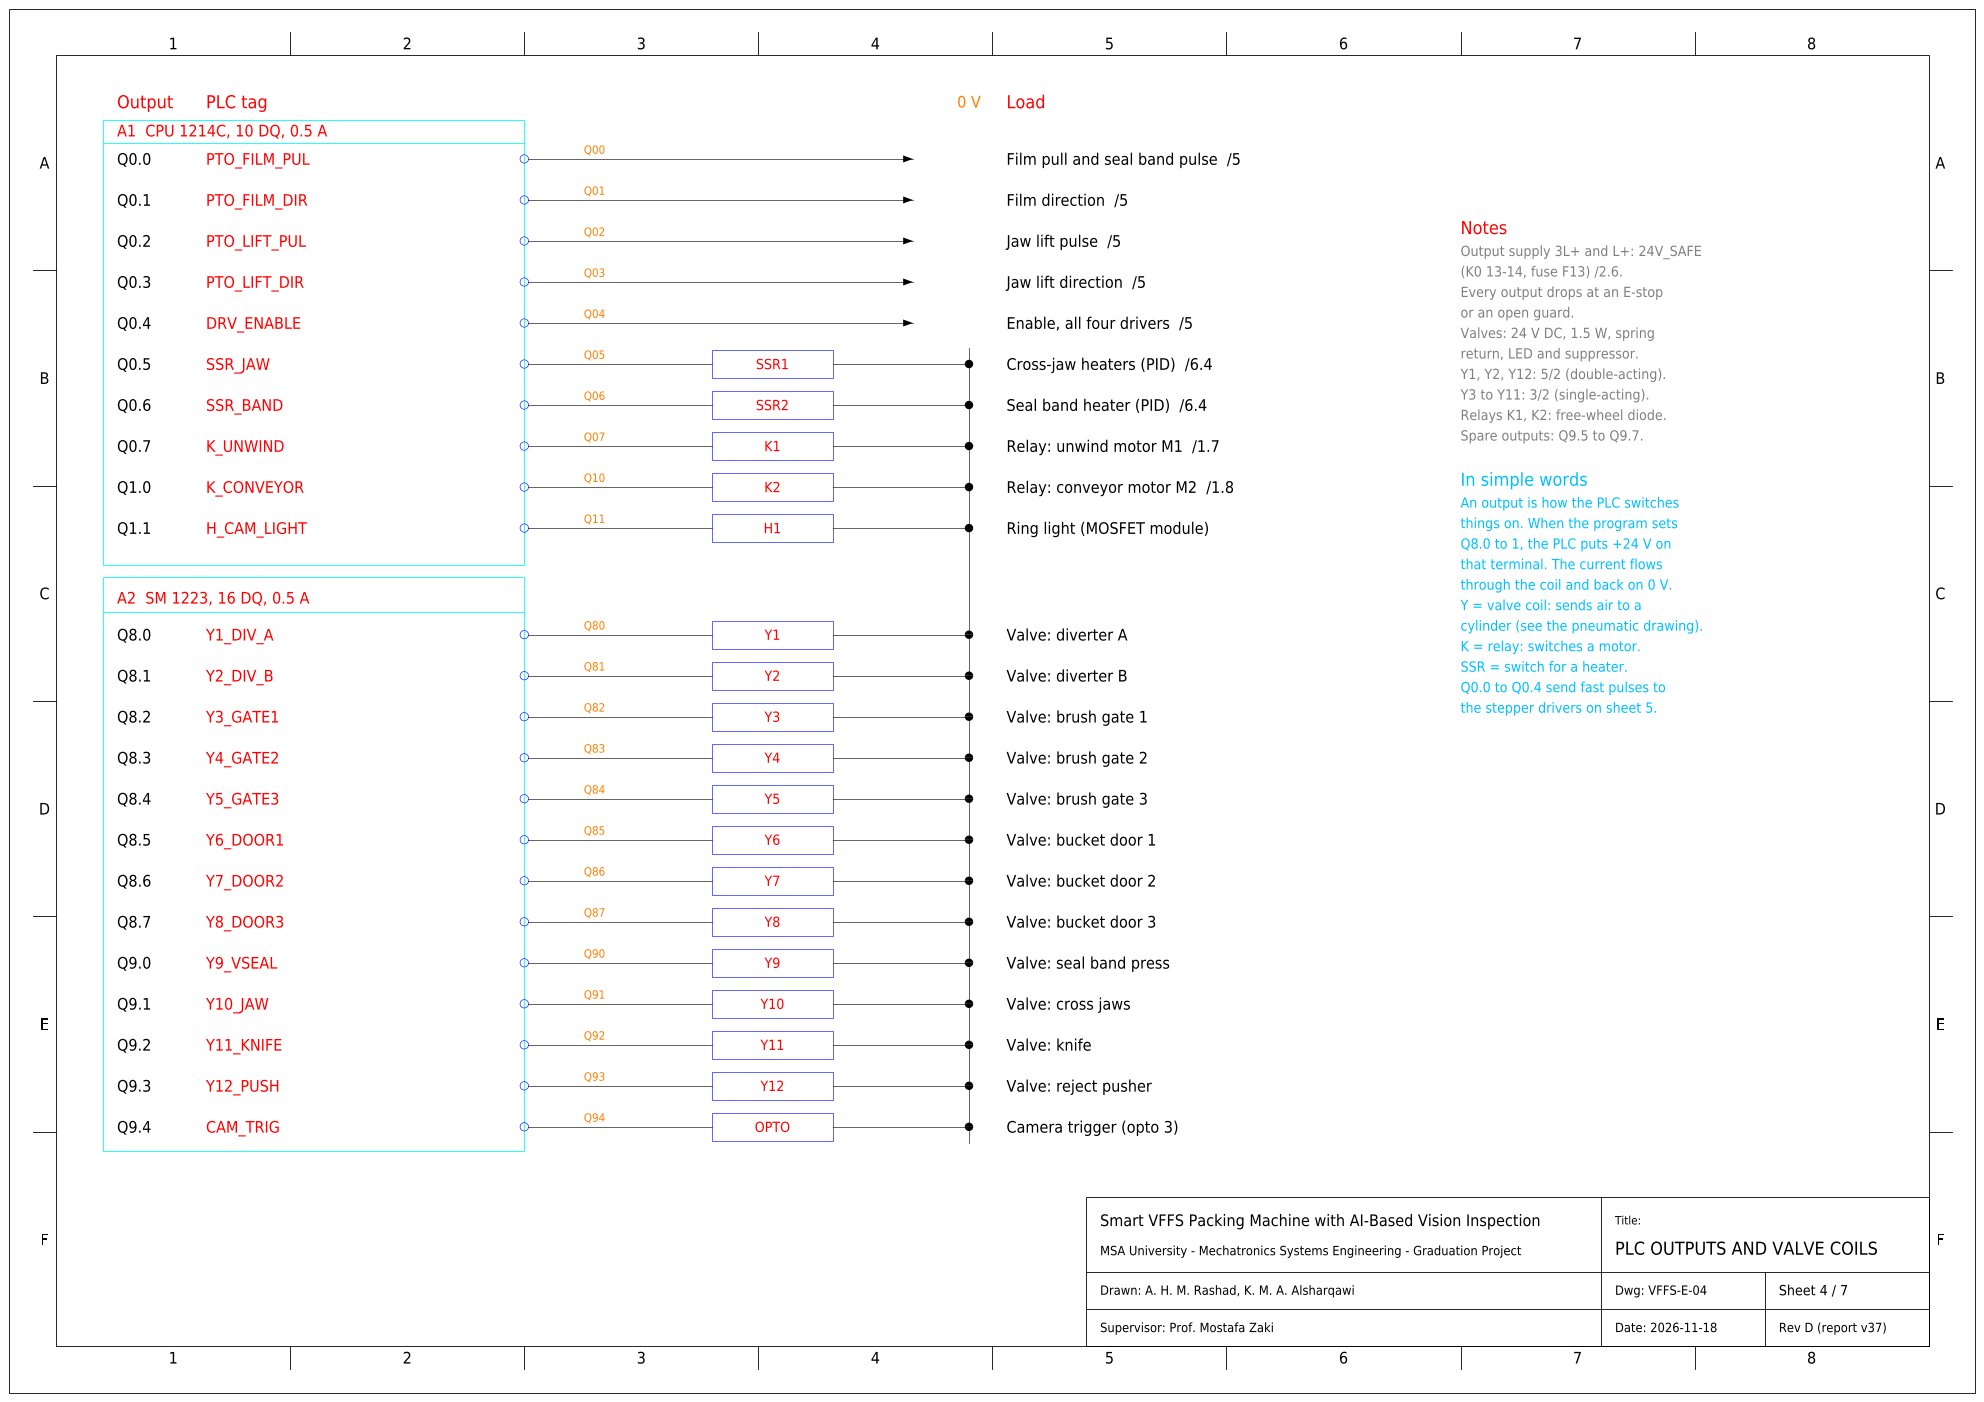 1 2 3 4 5 6 7 8
Output PLC tag 0 V Load
A1 CPU 1214C, 10 DQ, 0.5 A
Q0.0 PTO_FILM_PUL Q00 Film pull and seal band pulse /5
A A
Q0.1 PTO_FILM_DIR Q01 Film direction /5
Q0.2 PTO_LIFT_PUL Q02 Jaw lift pulse /5
Q0.3 PTO_LIFT_DIR Q03 Jaw lift direction /5
Q0.4 DRV_ENABLE Q04 Enable, all four drivers /5
Q0.5 SSR_JAW Q05 SSR1 Cross-jaw heaters (PID) /6.4
B B
Q0.6 SSR_BAND Q06 SSR2 Seal band heater (PID) /6.4
Q0.7 K_UNWIND Q07 K1 Relay: unwind motor M1 /1.7
Q1.0 K_CONVEYOR Q10 K2 Relay: conveyor motor M2 /1.8
Q1.1 H_CAM_LIGHT Q11 H1 Ring light (MOSFET module)
C C
A2 SM 1223, 16 DQ, 0.5 A
Q8.0 Y1_DIV_A Q80 Y1 Valve: diverter A
Q8.1 Y2_DIV_B Q81 Y2 Valve: diverter B
Q8.2 Y3_GATE1 Q82 Y3 Valve: brush gate 1
Q8.3 Y4_GATE2 Q83 Y4 Valve: brush gate 2
Q8.4 Y5_GATE3 Q84 Y5 Valve: brush gate 3
D D
Q8.5 Y6_DOOR1 Q85 Y6 Valve: bucket door 1
Q8.6 Y7_DOOR2 Q86 Y7 Valve: bucket door 2
Q8.7 Y8_DOOR3 Q87 Y8 Valve: bucket door 3
Q9.0 Y9_VSEAL Q90 Y9 Valve: seal band press
Q9.1 Y10_JAW Q91 Y10 Valve: cross jaws
E E
Q9.2 Y11_KNIFE Q92 Y11 Valve: knife
Q9.3 Y12_PUSH Q93 Y12 Valve: reject pusher
Q9.4 CAM_TRIG Q94 OPTO Camera trigger (opto 3)
Notes
Output supply 3L+ and L+: 24V_SAFE
(K0 13-14, fuse F13) /2.6.
Every output drops at an E-stop
or an open guard.
Valves: 24 V DC, 1.5 W, spring
return, LED and suppressor.
Y1, Y2, Y12: 5/2 (double-acting).
Y3 to Y11: 3/2 (single-acting).
Relays K1, K2: free-wheel diode.
Spare outputs: Q9.5 to Q9.7.
In simple words
An output is how the PLC switches
things on. When the program sets
Q8.0 to 1, the PLC puts +24 V on
that terminal. The current flows
through the coil and back on 0 V.
Y = valve coil: sends air to a
cylinder (see the pneumatic drawing).
K = relay: switches a motor.
SSR = switch for a heater.
Q0.0 to Q0.4 send fast pulses to
the stepper drivers on sheet 5.
F F
Smart VFFS Packing Machine with AI-Based Vision Inspection
MSA University - Mechatronics Systems Engineering - Graduation Project
Title:
PLC OUTPUTS AND VALVE COILS
Drawn: A. H. M. Rashad, K. M. A. Alsharqawi
Dwg: VFFS-E-04
Sheet 4 / 7
Supervisor: Prof. Mostafa Zaki
Date: 2026-11-18
Rev D (report v37)
1 2 3 4 5 6 7 8